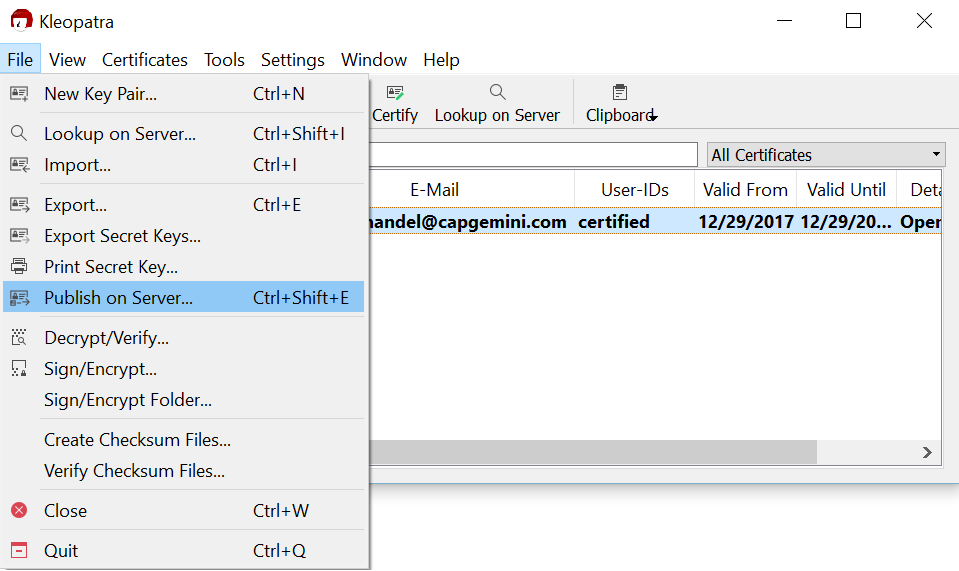 Kleopatra
File View Certificates Tools Settings Window Help
New Key Pair... Ctrl+N
Certify Lookup on Server Clipboard
Lookup on Server... Ctrl+Shift+I
Import... Ctrl+I
All Certificates
E-Mail User-IDs Valid From Valid Until Deta
Export... Ctrl+E
handel@capgemini.com certified 12/29/2017 12/29/20... Oper
Export Secret Keys...
Print Secret Key...
Publish on Server... Ctrl+Shift+E
Decrypt/Verify...
Sign/Encrypt...
Sign/Encrypt Folder...
Create Checksum Files...
Verify Checksum Files...
Close Ctrl+W
Quit Ctrl+Q